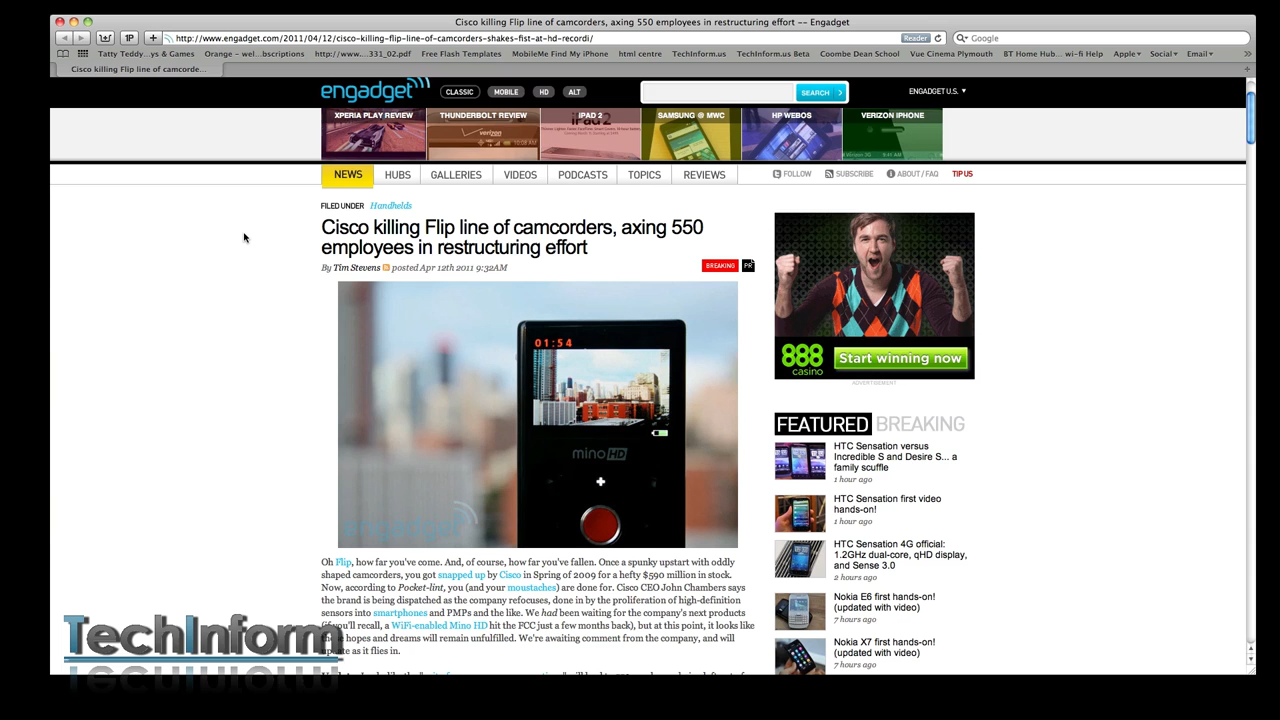 Cisco killing Flip line of camcorders, axing 550 employees in restructuring effort -- Engadget
1P
+
http://www.engadget.com/2011/04/12/cisco-killing-flip-line-of-camcorders-shakes-fist-at-hd-recordi/
Reader
Google
Tatty Teddy...ys & Games
Orange - wel...bscriptions
http://www...331_02.pdf
Free Flash Templates
MobileMe Find My iPhone
html centre
TechInform.us
TechInform.us Beta
Coombe Dean School
Vue Cinema Plymouth
BT Home Hub...wi-fi Help
Apple
Social
Email
Cisco killing Flip line of camcorde...
engadget
CLASSIC
MOBILE
HD
ALT
SEARCH
ENGADGET U.S.
XPERIA PLAY REVIEW
THUNDERBOLT REVIEW
IPAD 2
SAMSUNG @ MWC
HP WEBOS
VERIZON IPHONE
NEWS
HUBS
GALLERIES
VIDEOS
PODCASTS
TOPICS
REVIEWS
FOLLOW
SUBSCRIBE
ABOUT / FAQ
TIP US
FILED UNDER Handhelds
Cisco killing Flip line of camcorders, axing 550
employees in restructuring effort
By Tim Stevens posted Apr 12th 2011 9:32AM
BREAKING
PR
01:54
mino HD
engadget
Oh Flip, how far you've come. And, of course, how far you've fallen. Once a spunky upstart with oddly
shaped camcorders, you got snapped up by Cisco in Spring of 2009 for a hefty $590 million in stock.
Now, according to Pocket-lint, you (and your moustaches) are done for. Cisco CEO John Chambers says
the brand is being dispatched as the company refocuses, done in by the proliferation of high-definition
sensors into smartphones and PMPs and the like. We had been waiting for the company's next products
(if you'll recall, a WiFi-enabled Mino HD hit the FCC just a few months back), but at this point, it looks like
hopes and dreams will remain unfulfilled. We're awaiting comment from the company, and will
as it flies in.
888
casino
Start winning now
ADVERTISEMENT
FEATURED
BREAKING
HTC Sensation versus
Incredible S and Desire S... a
family scuffle
1 hour ago
HTC Sensation first video
hands-on!
1 hour ago
HTC Sensation 4G official:
1.2GHz dual-core, qHD display,
and Sense 3.0
2 hours ago
Nokia E6 first hands-on!
(updated with video)
7 hours ago
Nokia X7 first hands-on!
(updated with video)
7 hours ago
TechInform